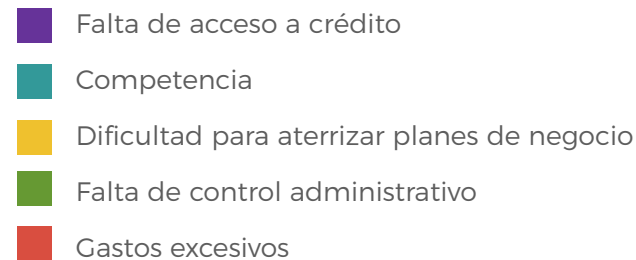 Falta de acceso a crédito
Competencia
Dificultad para aterrizar planes de negocio
Falta de control administrativo
Gastos excesivos